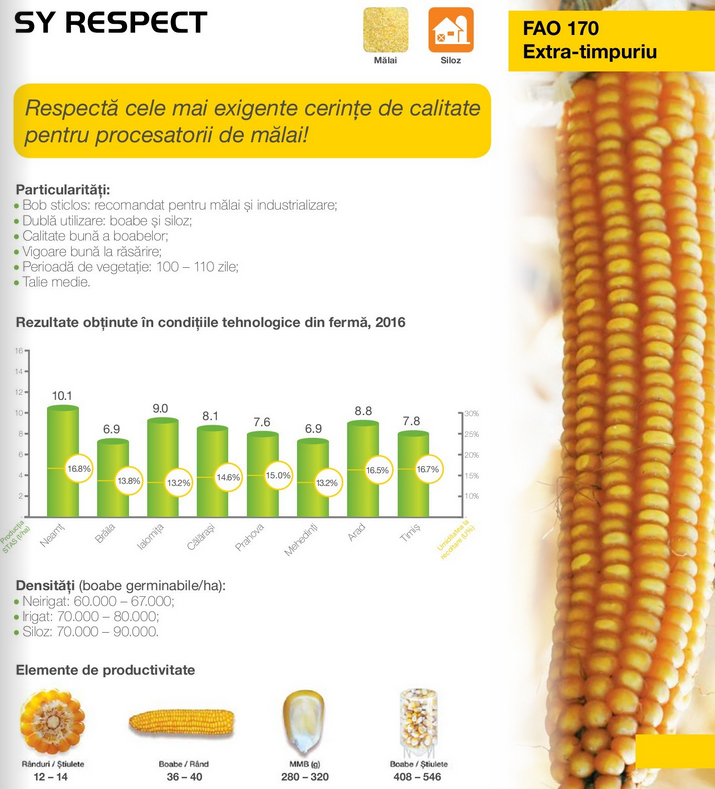 SY RESPECT
Mălai
Siloz
FAO 170
Extra-timpuriu
Respectă cele mai exigente cerințe de calitate
pentru procesatorii de mălai!
Particularități:
• Bob sticlos: recomandat pentru mălai și industrializare;
• Dublă utilizare: boabe și siloz;
• Calitate bună a boabelor;
• Vigoare bună la răsărire;
• Perioadă de vegetație: 100 – 110 zile;
• Talie medie.
Rezultate obținute în condițiile tehnologice din fermă, 2016
16
14
12
10
8
6
4
2
10.1
6.9
9.0
8.1
7.6
6.9
8.8
7.8
30%
25%
20%
15%
10%
16.8%
13.8%
13.2%
14.6%
15.0%
13.2%
16.5%
16.7%
Producția
STAS (t/ha)
Neamț
Brăila
Ialomița
Călărași
Prahova
Mehedinți
Arad
Timiș
Umiditatea la
recoltare (U%)
Densități (boabe germinabile/ha):
• Neirigat: 60.000 – 67.000;
• Irigat: 70.000 – 80.000;
• Siloz: 70.000 – 90.000.
Elemente de productivitate
Rânduri / Știulete
12 – 14
Boabe / Rând
36 – 40
MMB (g)
280 – 320
Boabe / Știulete
408 – 546